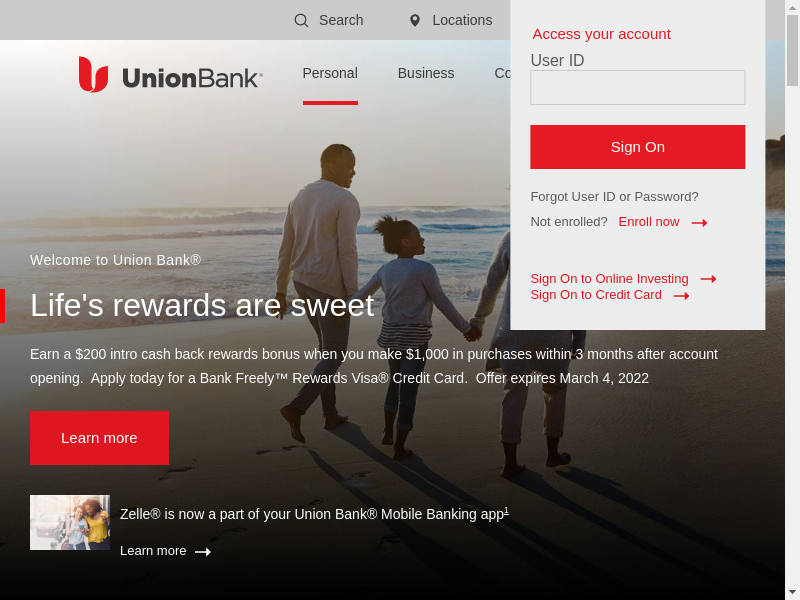 Search
Locations
Access your account
User ID
UnionBank
Personal
Business
Sign On
Forgot User ID or Password?
Not enrolled? Enroll now
Sign On to Online Investing
Sign On to Credit Card
Welcome to Union Bank®
Life's rewards are sweet
Earn a $200 intro cash back rewards bonus when you make $1,000 in purchases within 3 months after account
opening.  Apply today for a Bank Freely™ Rewards Visa® Credit Card.  Offer expires March 4, 2022
Learn more
Zelle® is now a part of your Union Bank® Mobile Banking app1
Learn more